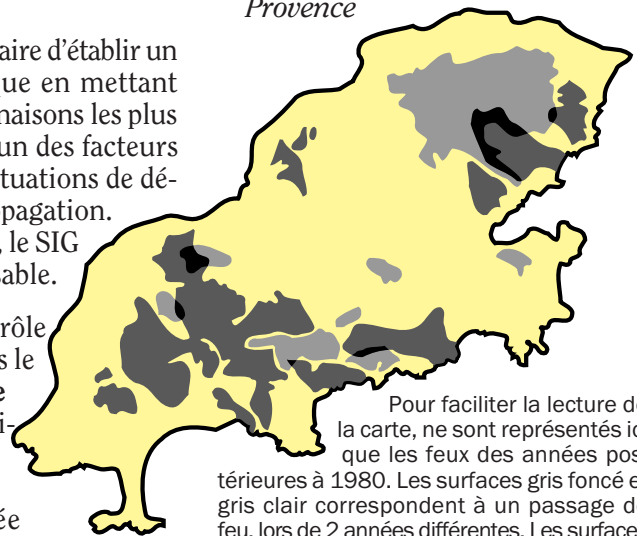 Provence
aire d'établir un
que en mettant
naisons les plus
un des facteurs
tuations de dé-
pagation.
, le SIG
sable.
rôle
s le
e
i-
ée
Pour faciliter la lecture de
la carte, ne sont représentés ic
que les feux des années pos
térieures à 1980. Les surfaces gris foncé e
gris clair correspondent à un passage de
feu, lors de 2 années différentes. Les surface